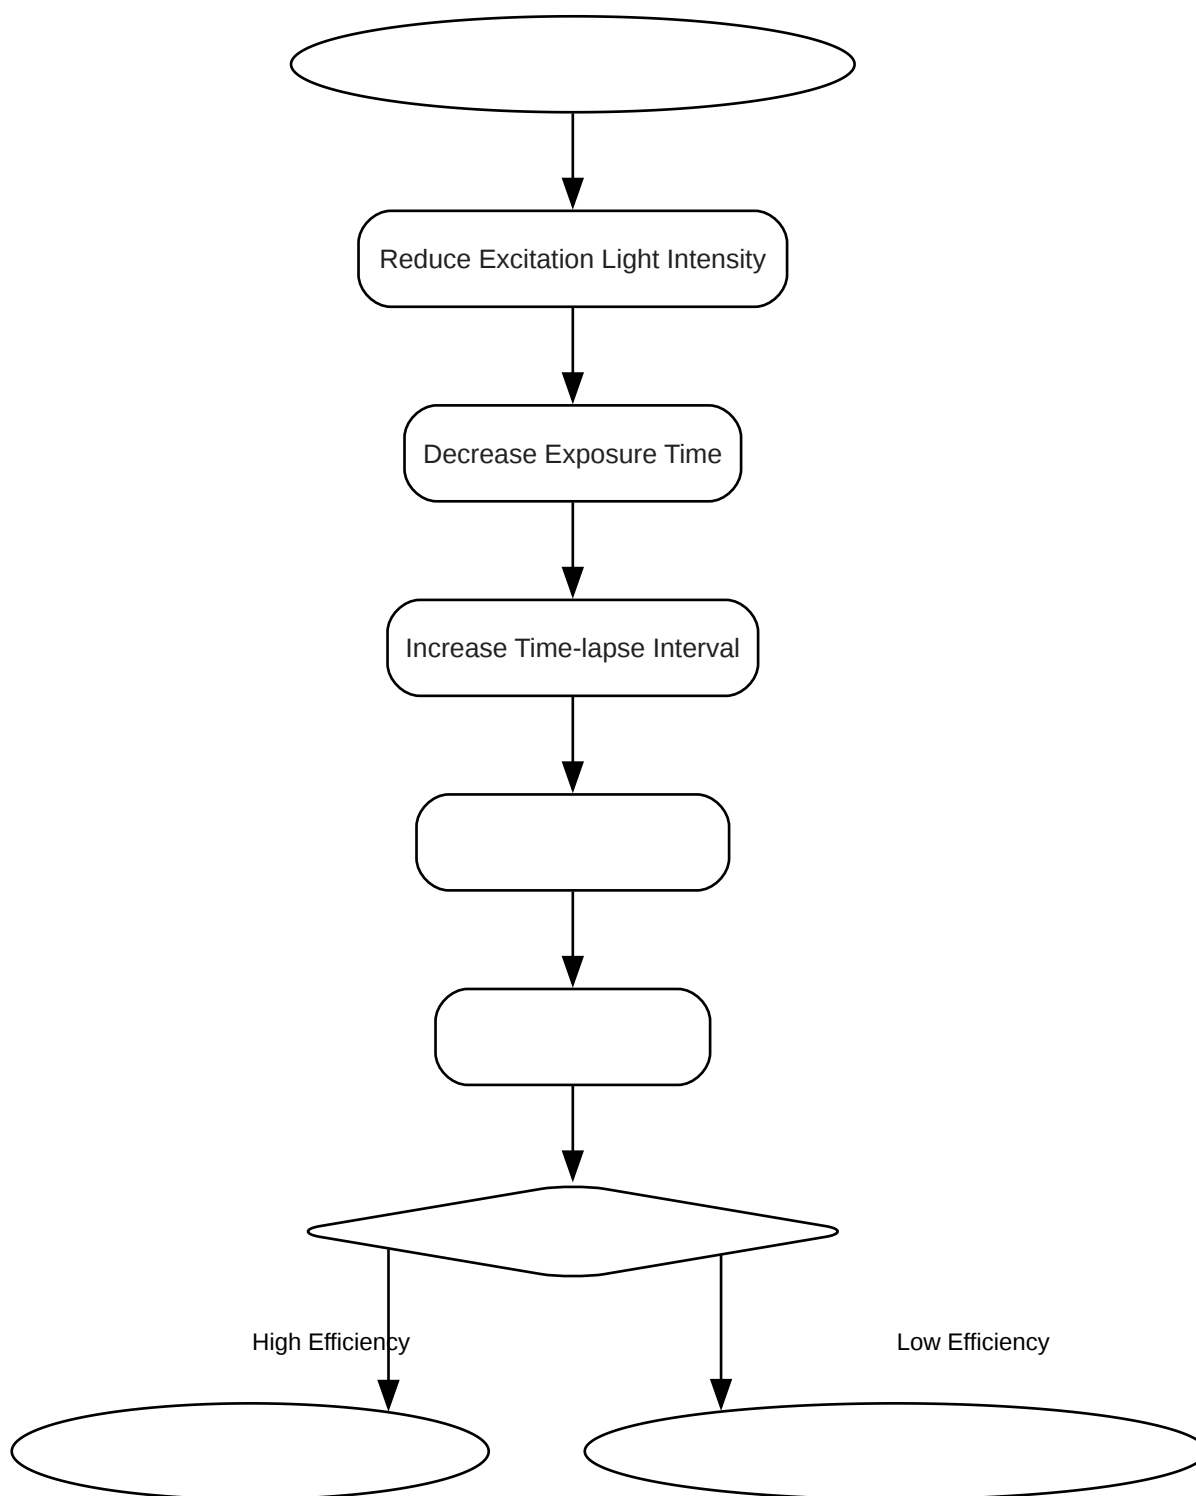 Reduce Excitation Light Intensity
Decrease Exposure Time
Increase Time-lapse Interval
High Efficiency
Low Efficiency